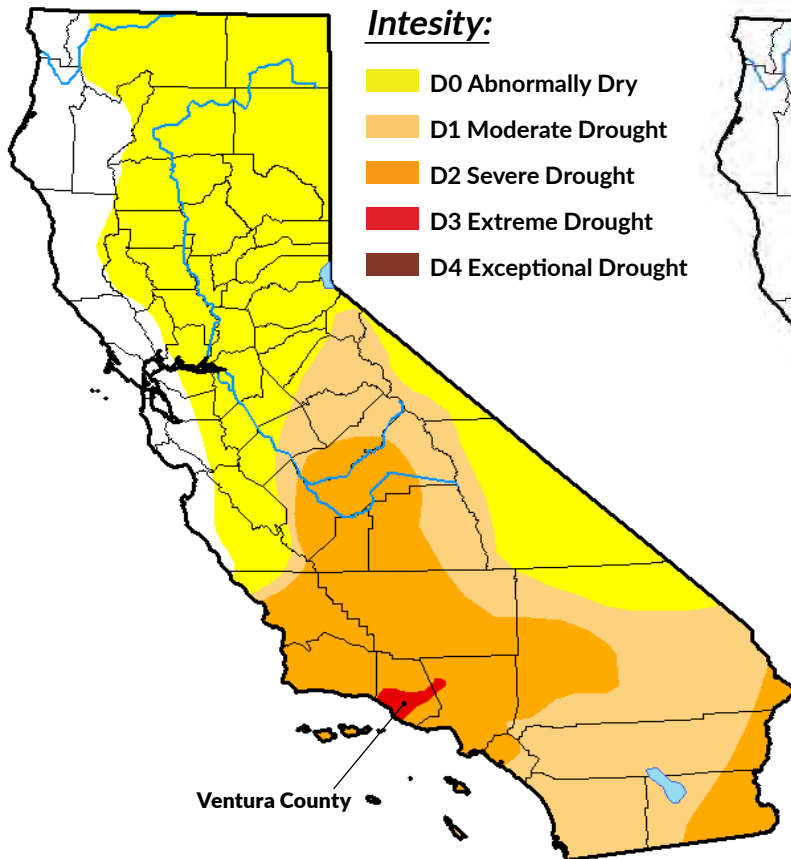 Intesity:
D0 Abnormally Dry
D1 Moderate Drought
D2 Severe Drought
D3 Extreme Drought
D4 Exceptional Drought
Ventura County